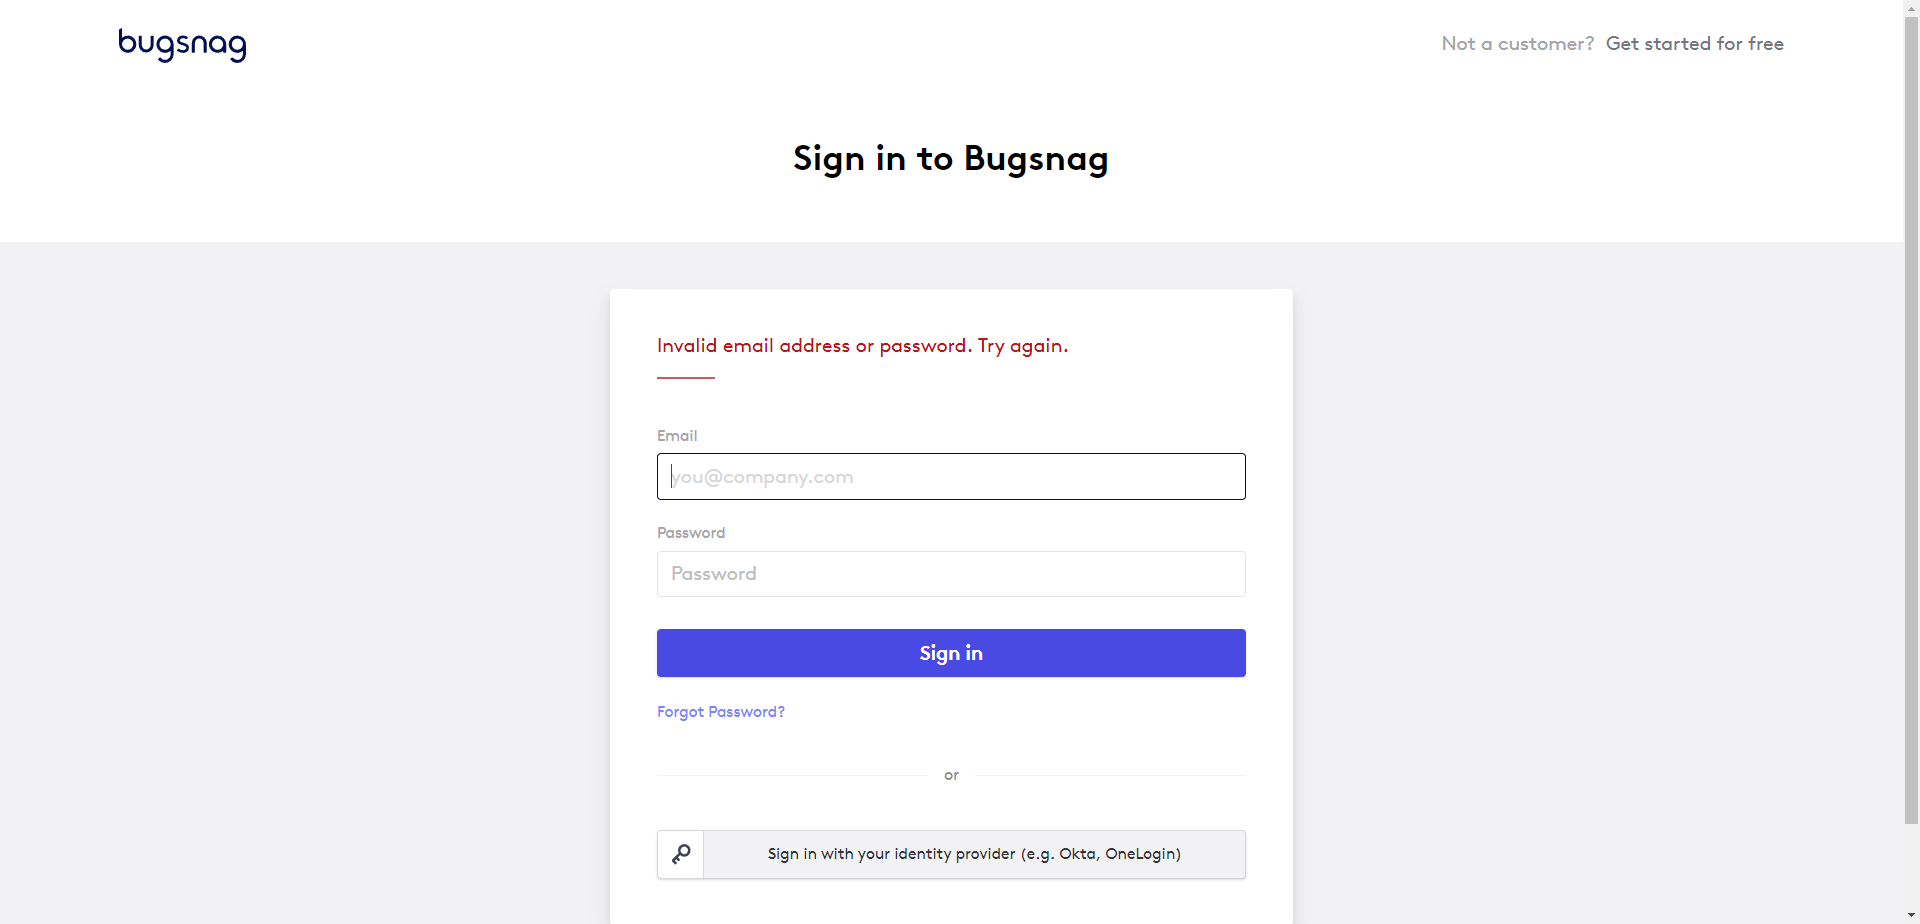 bugsnag
Not a customer? Get started for free
Sign in to Bugsnag
Invalid email address or password. Try again.
Email
you@company.com
Password
Password
Sign in
Forgot Password?
or
Sign in with your identity provider (e.g. Okta, OneLogin)